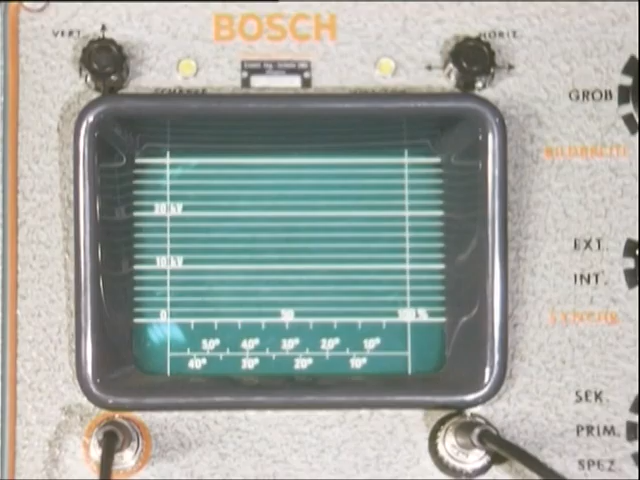 BOSCH
VERT.
HORIZ.
GROB
BILDBREITE
20 kV
EXT.
10 kV
INT.
0 50 100 %
50° 40° 30° 20° 10°
40° 30° 20° 10°
SEK.
PRIM.
SPEZ